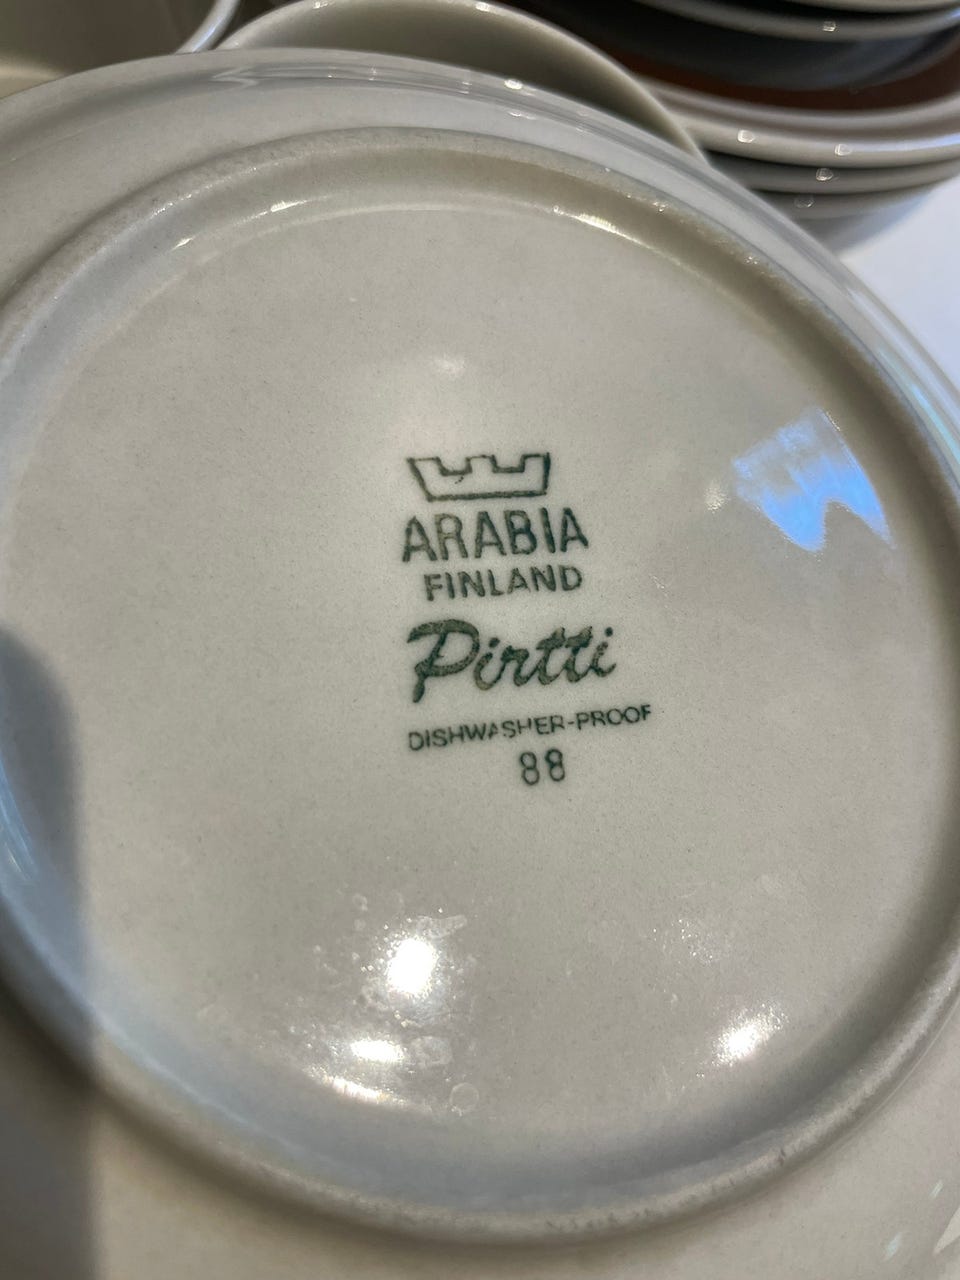 ARABIA
FINLAND
Pirtti
DISHWASHER-PROOF
88